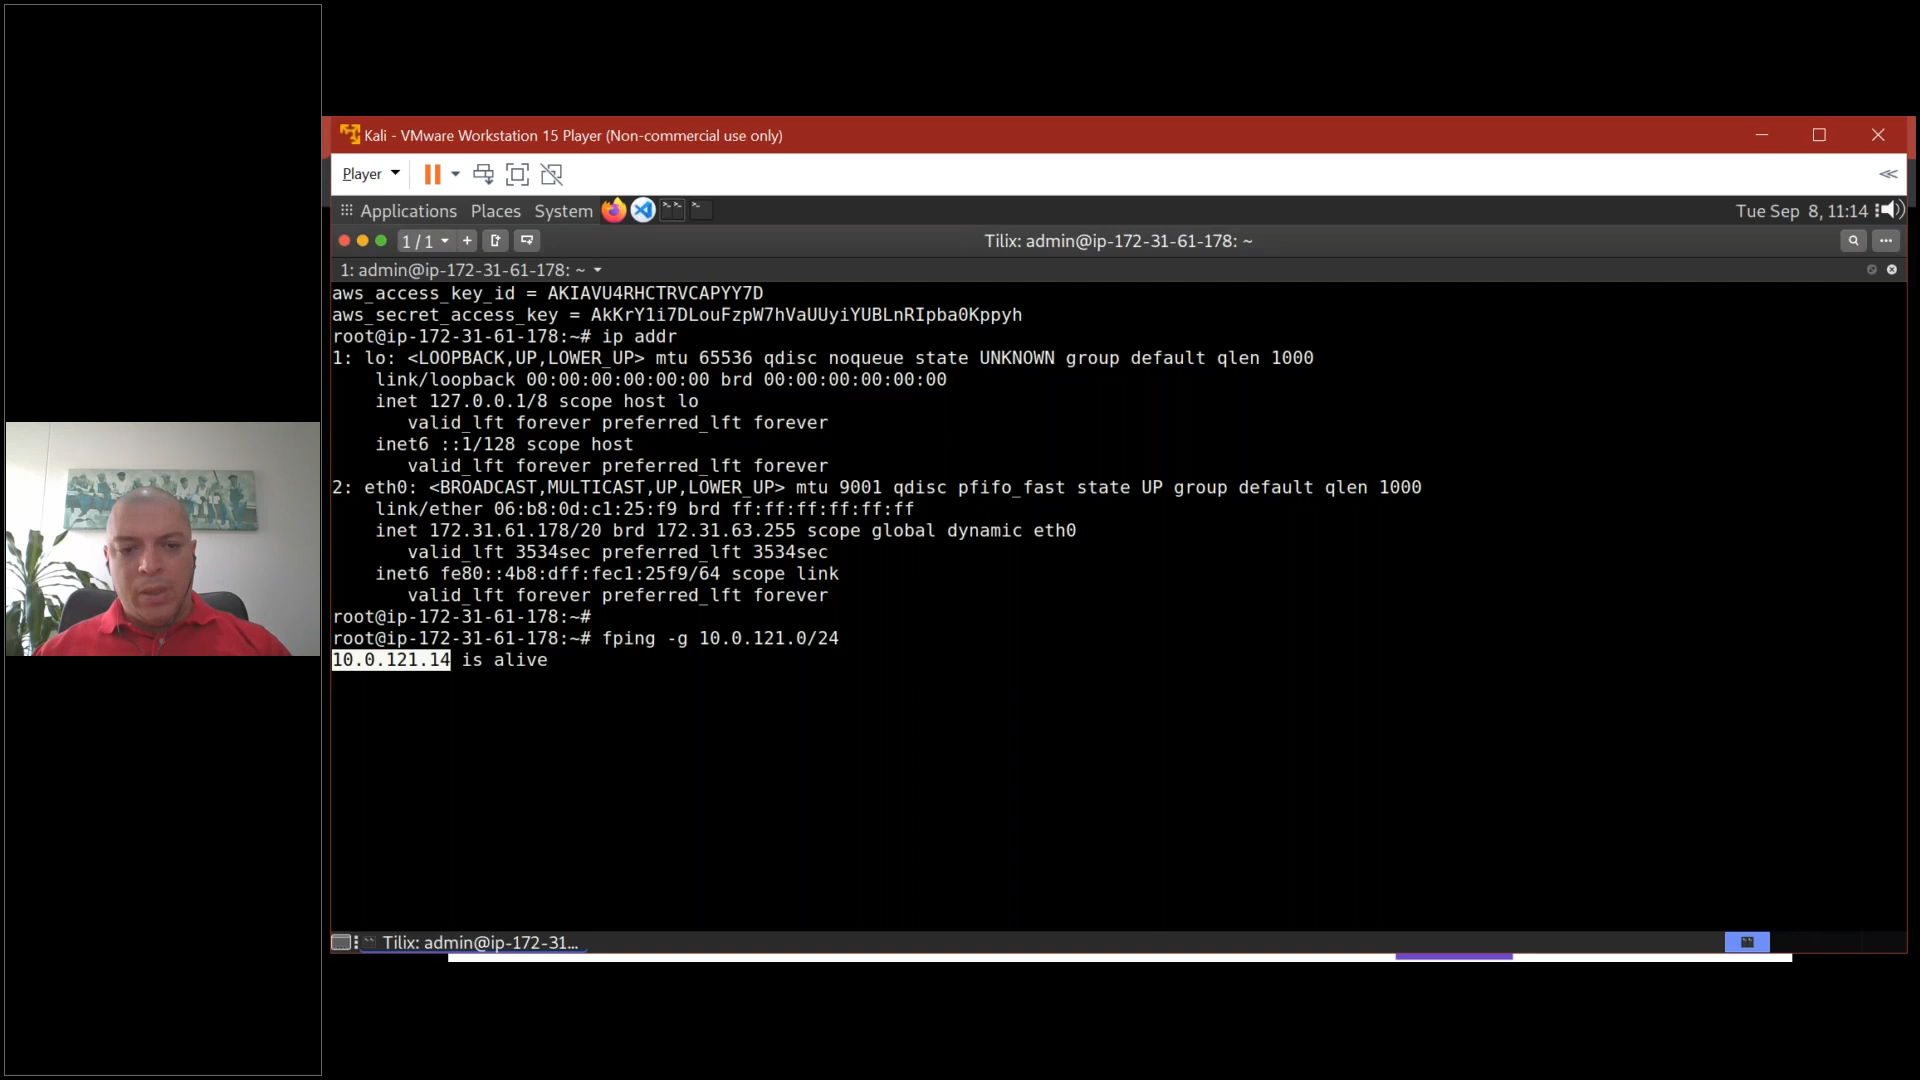 Kali - VMware Workstation 15 Player (Non-commercial use only)
Player
Applications Places System Tue Sep 8, 11:14
1 / 1 Tilix: admin@ip-172-31-61-178: ~
1: admin@ip-172-31-61-178: ~
aws_access_key_id = AKIAVU4RHCTRVCAPYY7D
aws_secret_access_key = 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
root@ip-172-31-61-178:~# ip addr
1: lo: <LOOPBACK,UP,LOWER_UP> mtu 65536 qdisc noqueue state UNKNOWN group default qlen 1000
link/loopback 00:00:00:00:00:00 brd 00:00:00:00:00:00
inet 127.0.0.1/8 scope host lo
valid_lft forever preferred_lft forever
inet6 ::1/128 scope host
valid_lft forever preferred_lft forever
2: eth0: <BROADCAST,MULTICAST,UP,LOWER_UP> mtu 9001 qdisc pfifo_fast state UP group default qlen 1000
link/ether 06:b8:0d:c1:25:f9 brd ff:ff:ff:ff:ff:ff
inet 172.31.61.178/20 brd 172.31.63.255 scope global dynamic eth0
valid_lft 3534sec preferred_lft 3534sec
inet6 fe80::4b8:dff:fec1:25f9/64 scope link
valid_lft forever preferred_lft forever
root@ip-172-31-61-178:~#
root@ip-172-31-61-178:~# fping -g 10.0.121.0/24
10.0.121.14 is alive
Tilix: admin@ip-172-31...